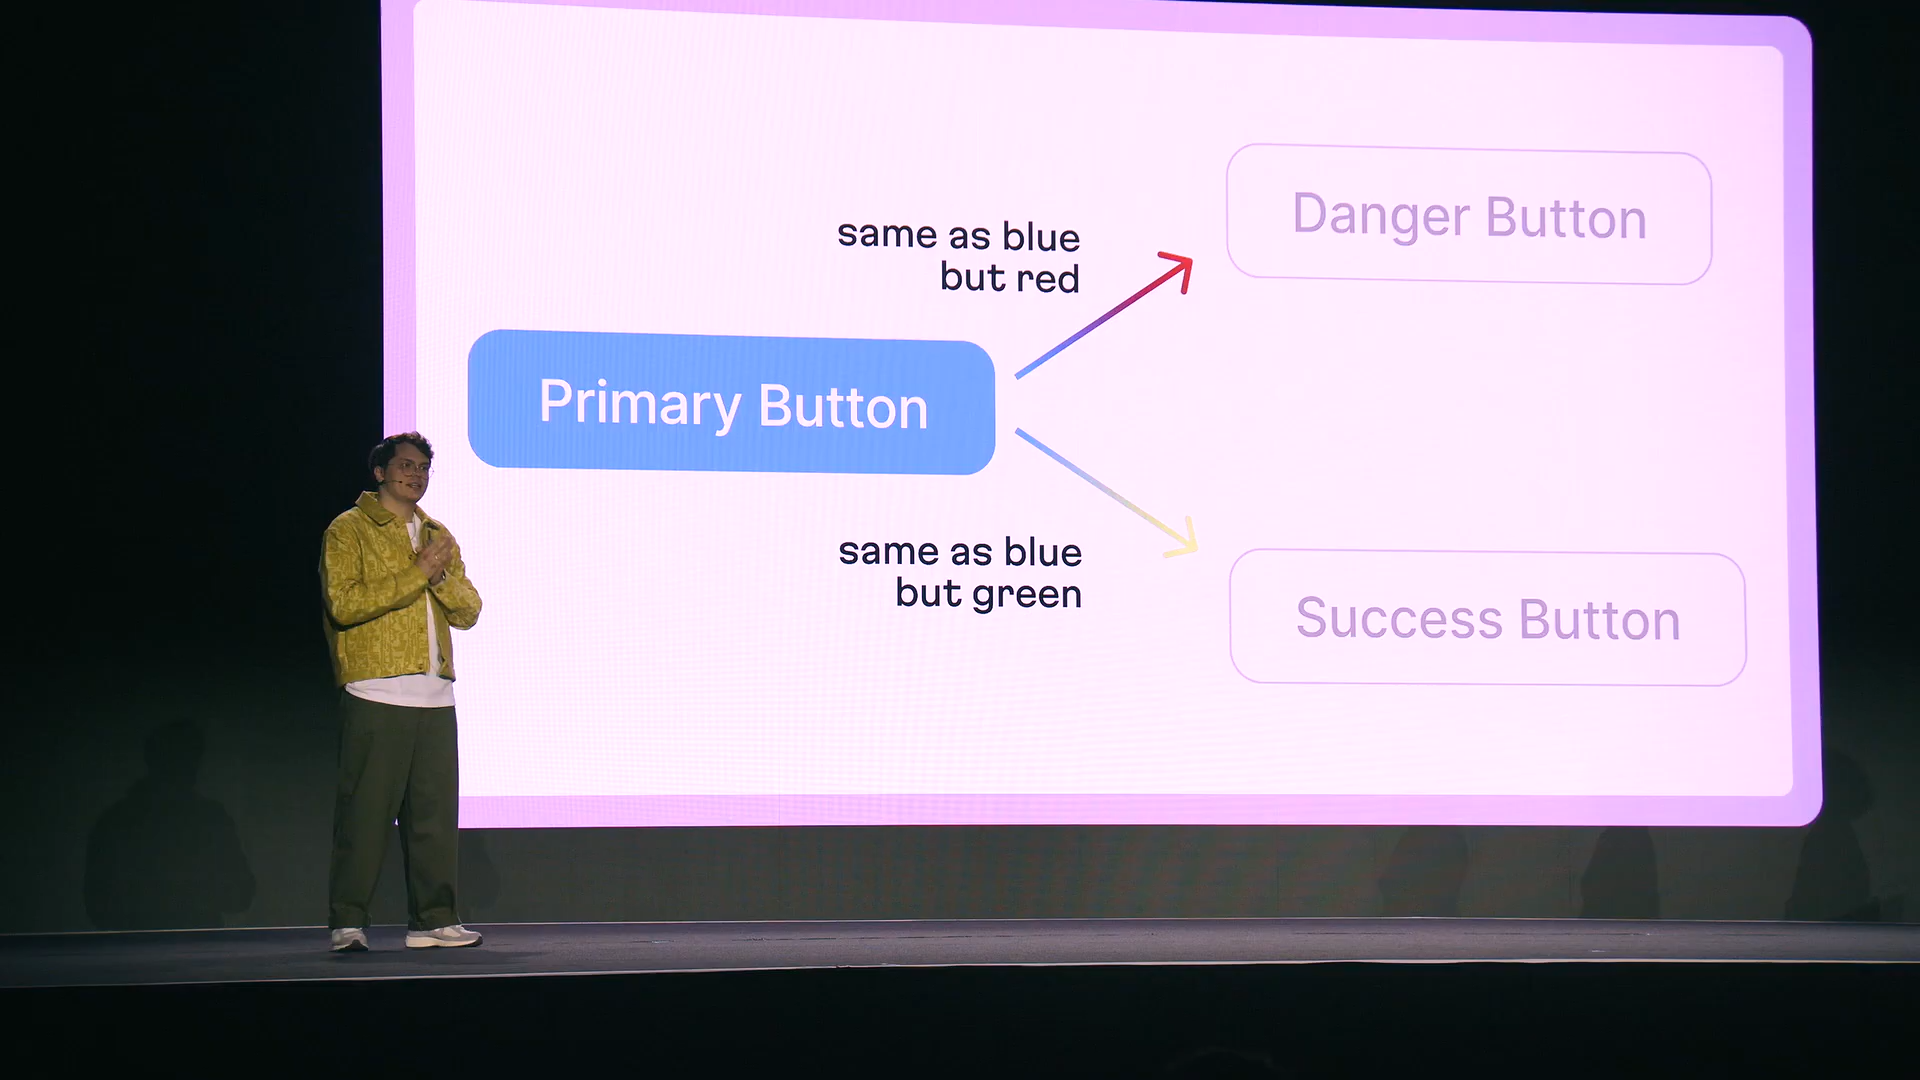 Danger Button
same as blue
but red
Primary Button
same as blue
but green
Success Button